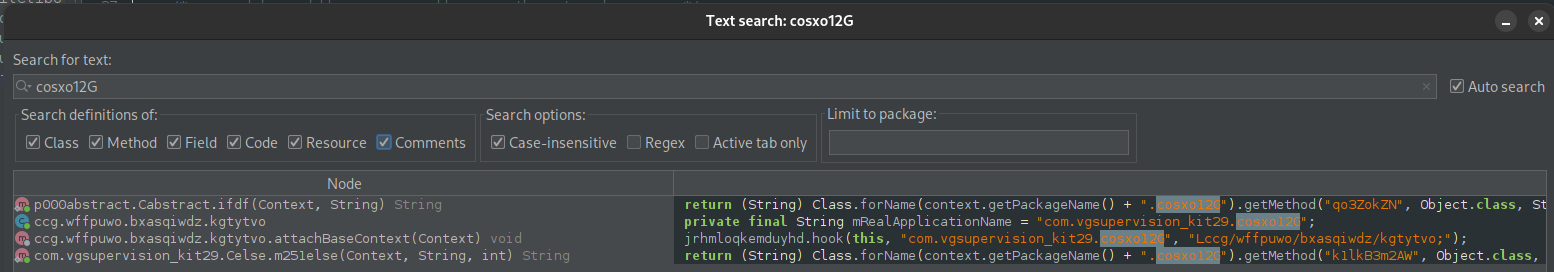 Text search: cosxo12G
Search for text:
cosxo12G
Auto search
Search definitions of:
Search options:
Limit to package:
Class Method Field Code Resource Comments
Case-insensitive Regex Active tab only
Node
p000abstract.Cabstract.ifdf(Context, String) String return (String) Class.forName(context.getPackageName() + ".cosxo12G").getMethod("qo3ZokZN", Object.class, St
ccg.wffpuwo.bxasqiwdz.kgtytvo private final String mRealApplicationName = "com.vgsupervision_kit29.cosxo12G";
ccg.wffpuwo.bxasqiwdz.kgtytvo.attachBaseContext(Context) void jrhmloqkemduyhd.hook(this, "com.vgsupervision_kit29.cosxo12G", "Lccg/wffpuwo/bxasqiwdz/kgtytvo;");
com.vgsupervision_kit29.Celse.m251else(Context, String, int) String return (String) Class.forName(context.getPackageName() + ".cosxo12G").getMethod("k1lkB3m2AW", Object.class,